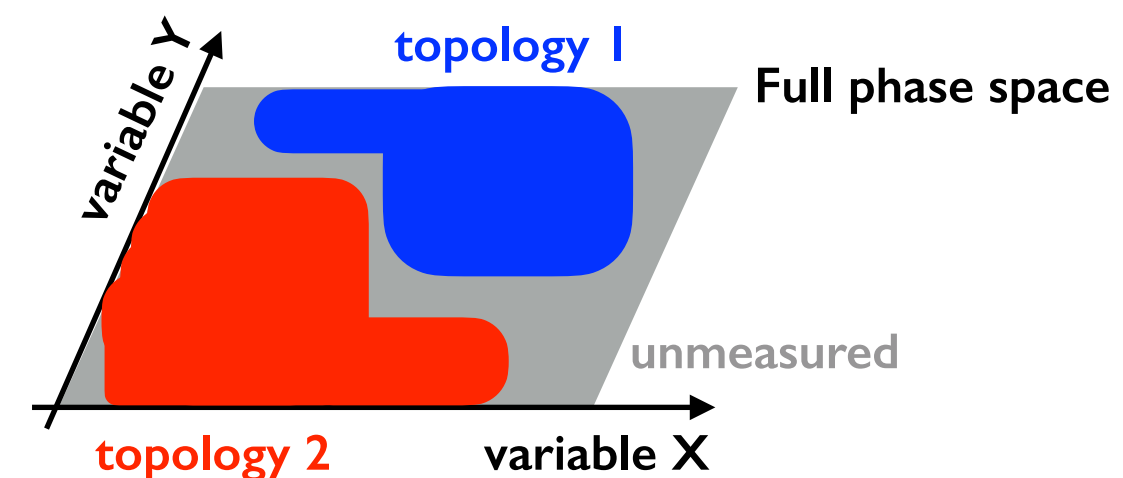 variable Y
topology 1
Full phase space
unmeasured
topology 2
variable X